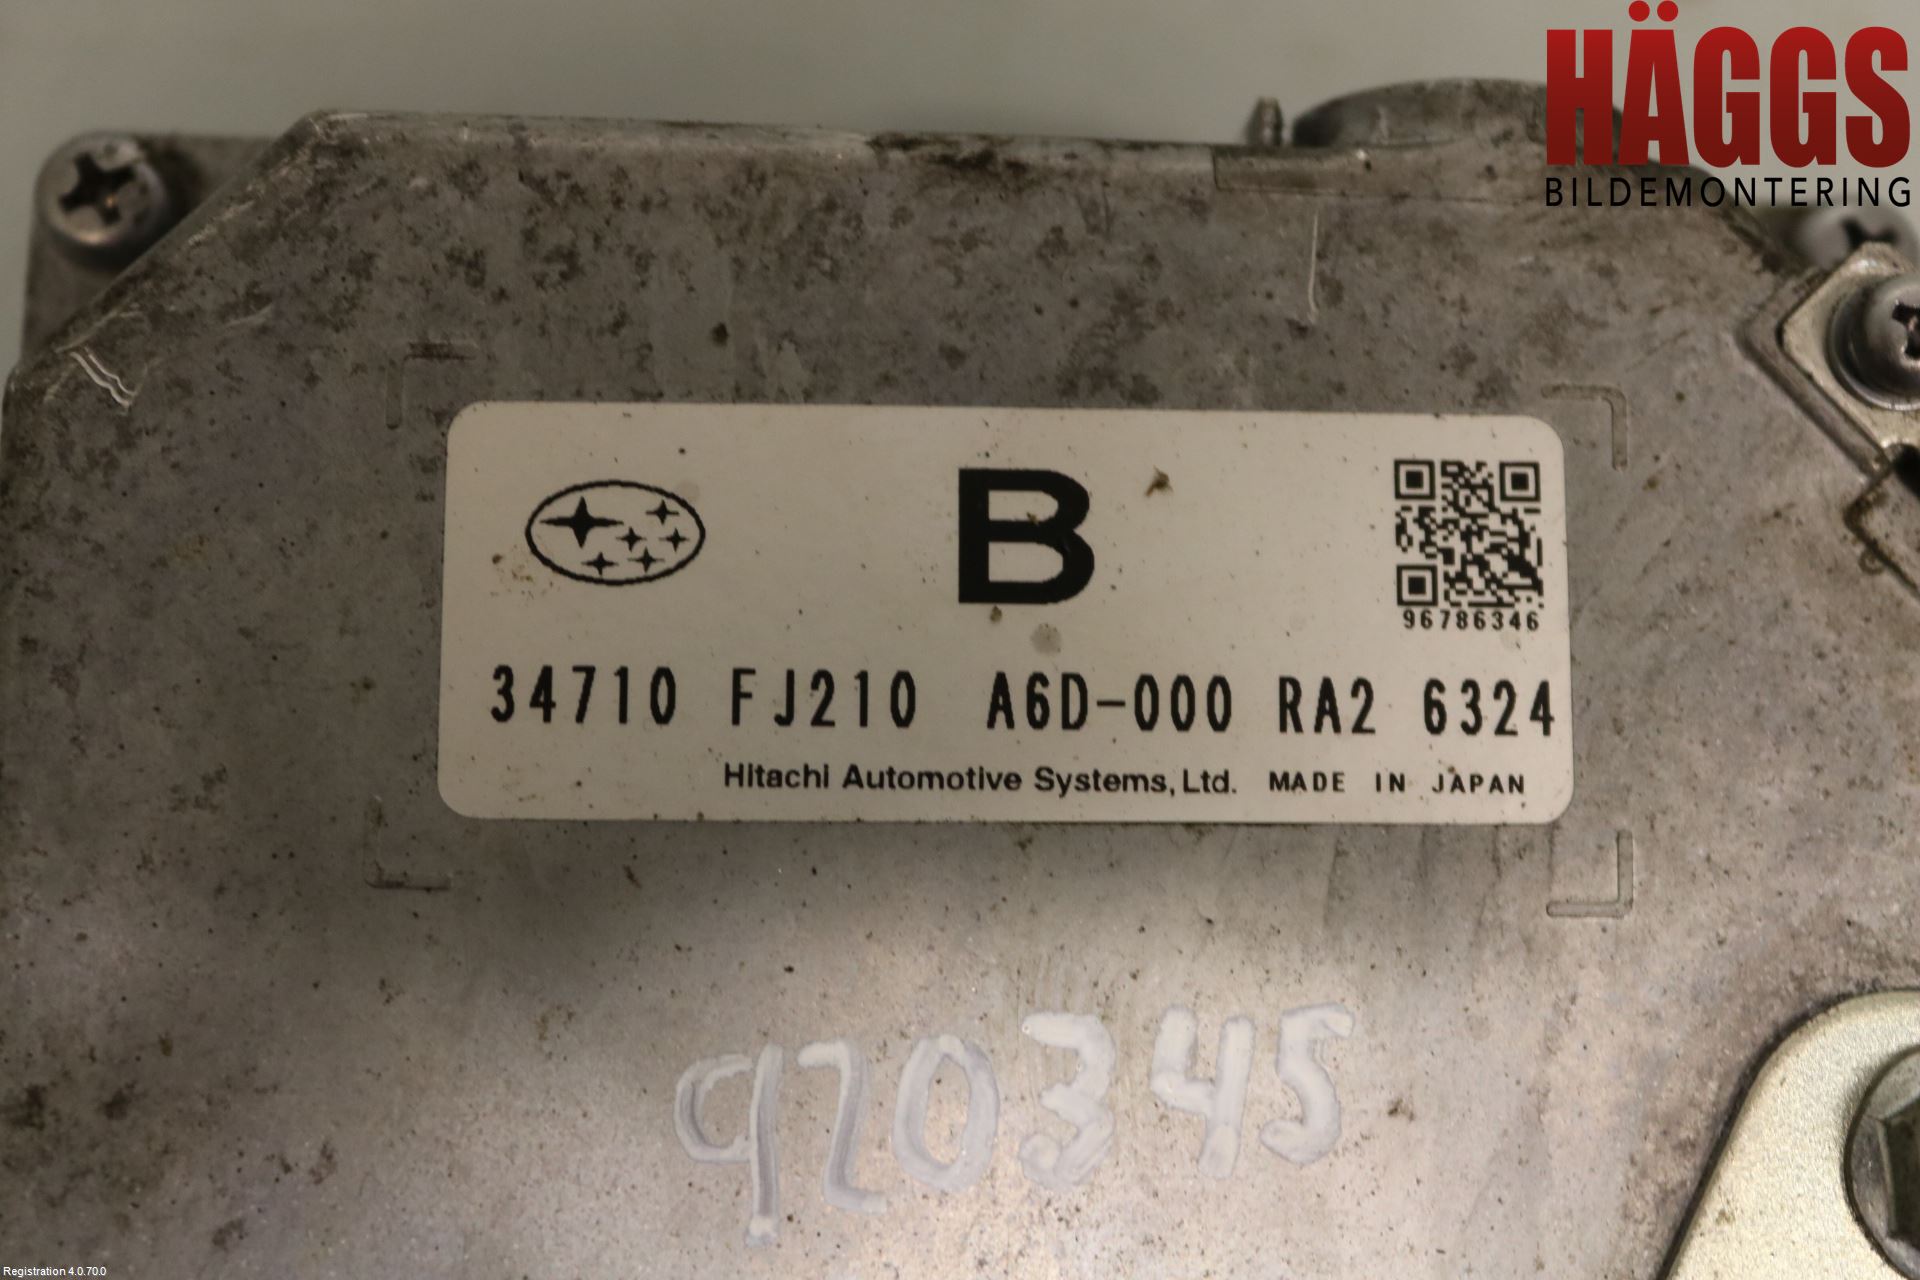 HÄGGS
BILDEMONTERING
B
96786346
34710 FJ210 A6D-000 RA2 6324
Hitachi Automotive Systems, Ltd. MADE IN JAPAN
920345
Registration 4.0.70.0